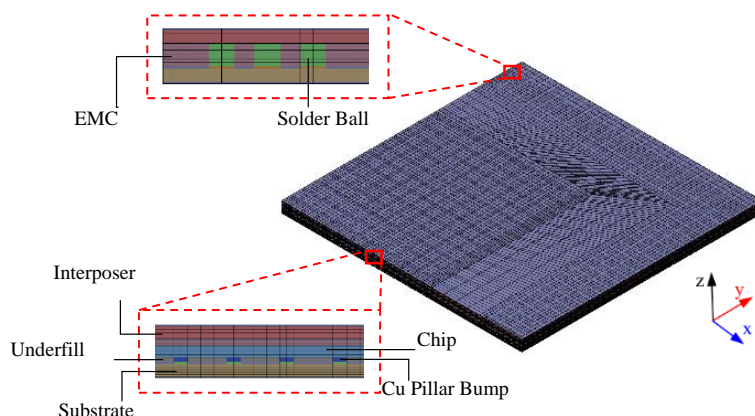 EMC
Solder Ball
Interposer
Underfill
Chip
Cu Pillar Bump
Substrate
z
y
x